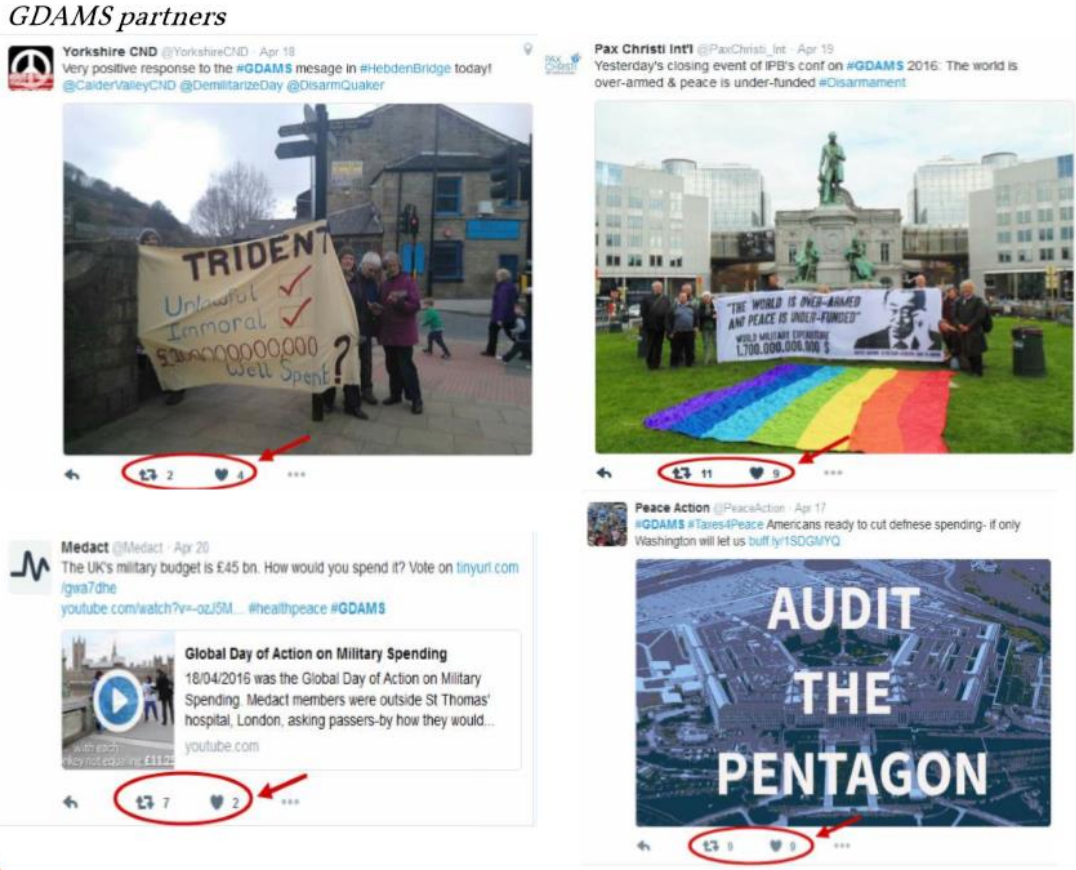 GDAMS partners
Yorkshire CND @YorkshireCND · Apr 18
Very positive response to the #GDAMS mesage in #HebdenBridge today!
@CalderValleyCND @DemilitarizeDay @DisarmQuaker
TRIDENT
Unlawful
Immoral
Well Spent?
2 4
Pax Christi Int'l @PaxChristi_Int · Apr 19
Yesterday's closing event of IPB's conf on #GDAMS 2016: The world is
over-armed & peace is under-funded #Disarmament
PAX
CHRISTI
"THE WORLD IS OVER-ARMED
AND PEACE IS UNDER-FUNDED"
WORLD MILITARY EXPENDITURE
1.700.000.000.000 $
11 9
Medact @Medact · Apr 20
The UK's military budget is £45 bn. How would you spend it? Vote on tinyurl.com
/gwa7dhe
youtube.com/watch?v=-ozJ5M... #healthpeace #GDAMS
Global Day of Action on Military Spending
18/04/2016 was the Global Day of Action on Military
Spending. Medact members were outside St Thomas'
hospital, London, asking passers-by how they would...
youtube.com
with each
7 2
Peace Action @PeaceAction · Apr 17
#GDAMS #Taxes4Peace Americans ready to cut defnese spending- if only
Washington will let us buff.ly/1SDGMYQ
AUDIT
THE
PENTAGON
9 9